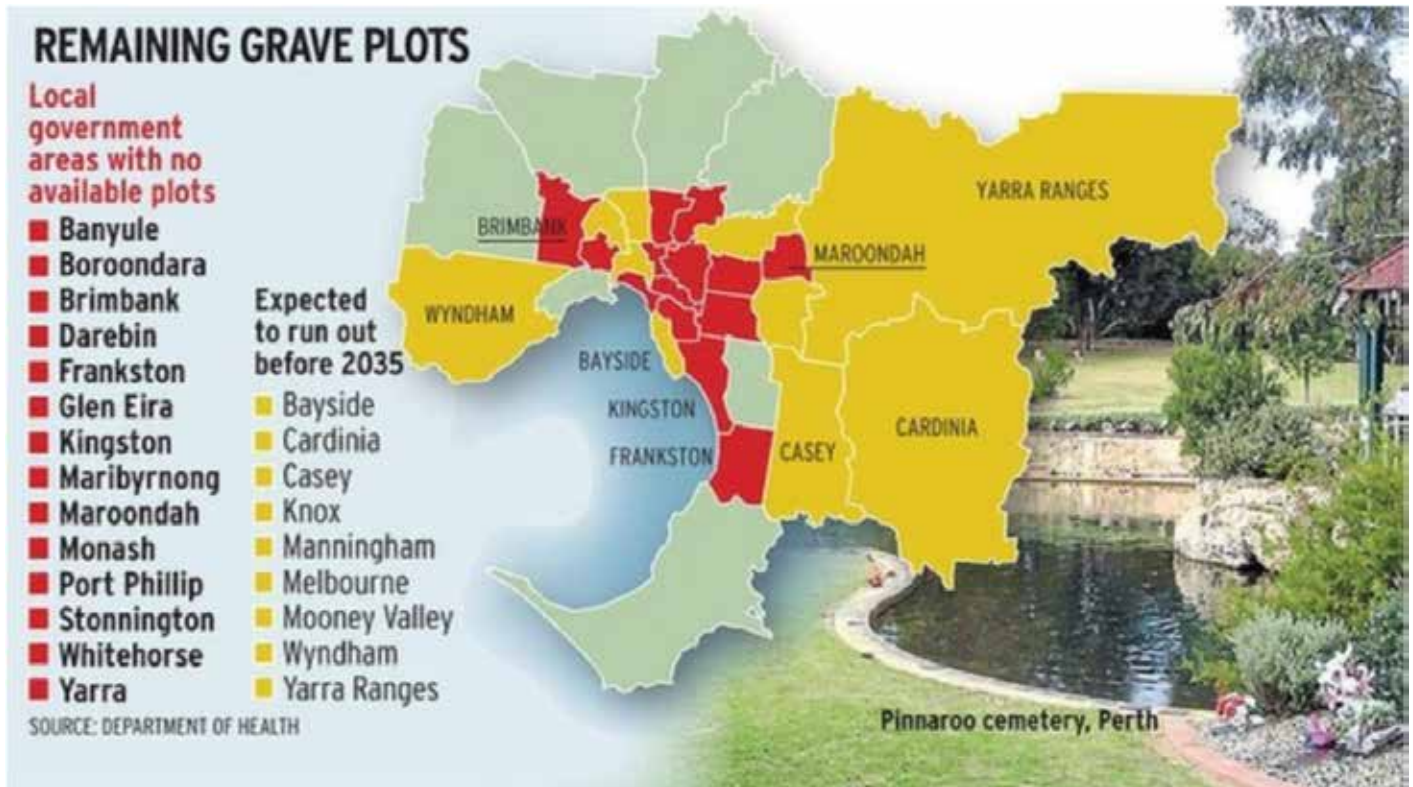 REMAINING GRAVE PLOTS
Local
government
areas with no
available plots
Banyule
Boroondara
Brimbank
Darebin
Frankston
Glen Eira
Kingston
Maribyrnong
Maroondah
Monash
Port Phillip
Stonnington
Whitehorse
Yarra
SOURCE: DEPARTMENT OF HEALTH
Expected
to run out
before 2035
Bayside
Cardinia
Casey
Knox
Manningham
Melbourne
Mooney Valley
Wyndham
Yarra Ranges
YARRA RANGES
BRIMBANK
MAROONDAH
WYNDHAM
BAYSIDE
KINGSTON
CARDINIA
FRANKSTON
CASEY
Pinnaroo cemetery, Perth